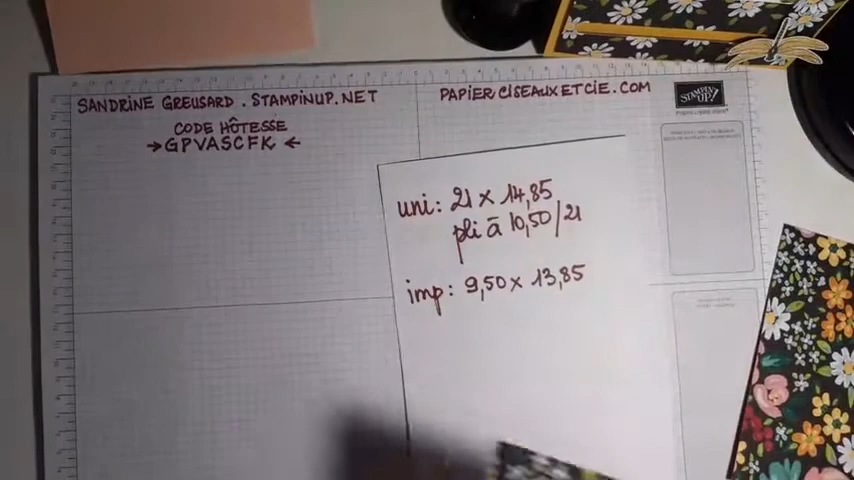 SANDRINE GREUSARD . STAMPINUP.NET
CODE HÔTESSE
→GPVASCFK←
PAPIERCISEAUXETCIE.COM
STAMPIN' UP!
uni: 21 x 14,85
pli à 10,50/21
imp: 9,50 x 13,85